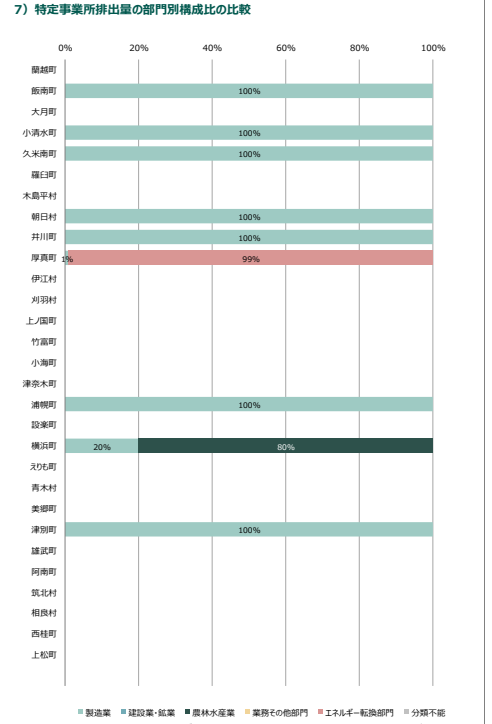 7）特定事業所排出量の部門別構成比の比較
0% 20% 40% 60% 80% 100%
蘭越町
飯南町 100%
大月町
小清水町 100%
久米南町 100%
羅臼町
木島平村
朝日村 100%
井川町 100%
厚真町 1% 99%
伊江村
刈羽村
上ノ国町
竹富町
小海町
津奈木町
浦幌町 100%
設楽町
横浜町 20% 80%
えりも町
青木村
美郷町
津別町 100%
雄武町
阿南町
筑北村
相良村
西桂町
上松町
製造業 建設業・鉱業 農林水産業 業務その他部門 エネルギー転換部門 分類不能